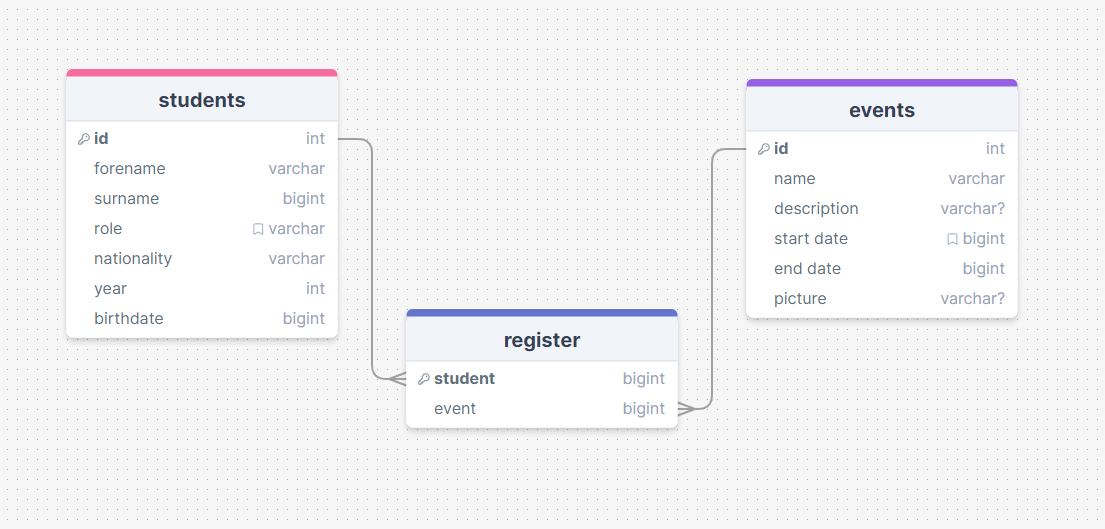 students
id int
forename varchar
surname bigint
role varchar
nationality varchar
year int
birthdate bigint
events
id int
name varchar
description varchar?
start date bigint
end date bigint
picture varchar?
register
student bigint
event bigint